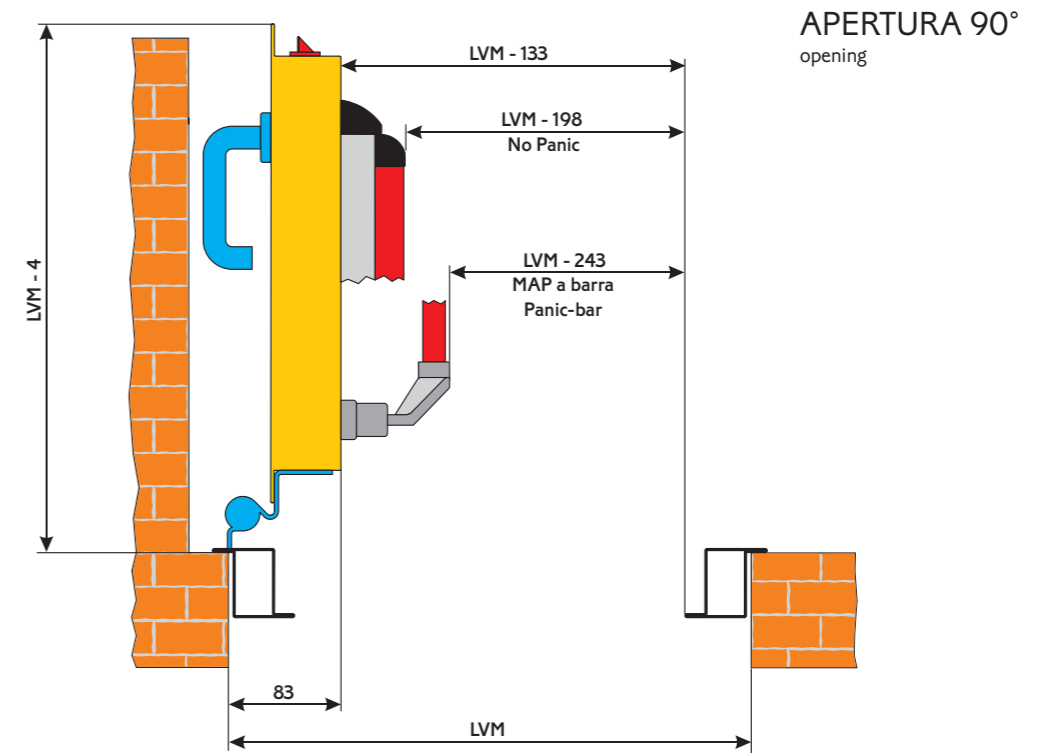 APERTURA 90°
opening
LVM - 133
LVM - 198
No Panic
LVM - 243
MAP a barra
Panic-bar
LVM - 4
83
LVM